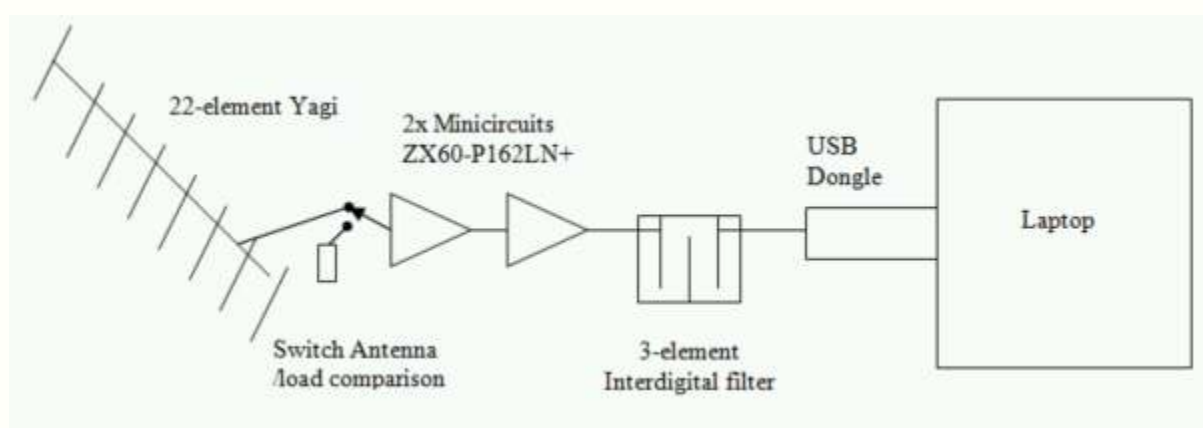 22-element Yagi
2x Minicircuits
ZX60-P162LN+
USB
Dongle
Laptop
Switch Antenna
/load comparison
3-element
Interdigital filter